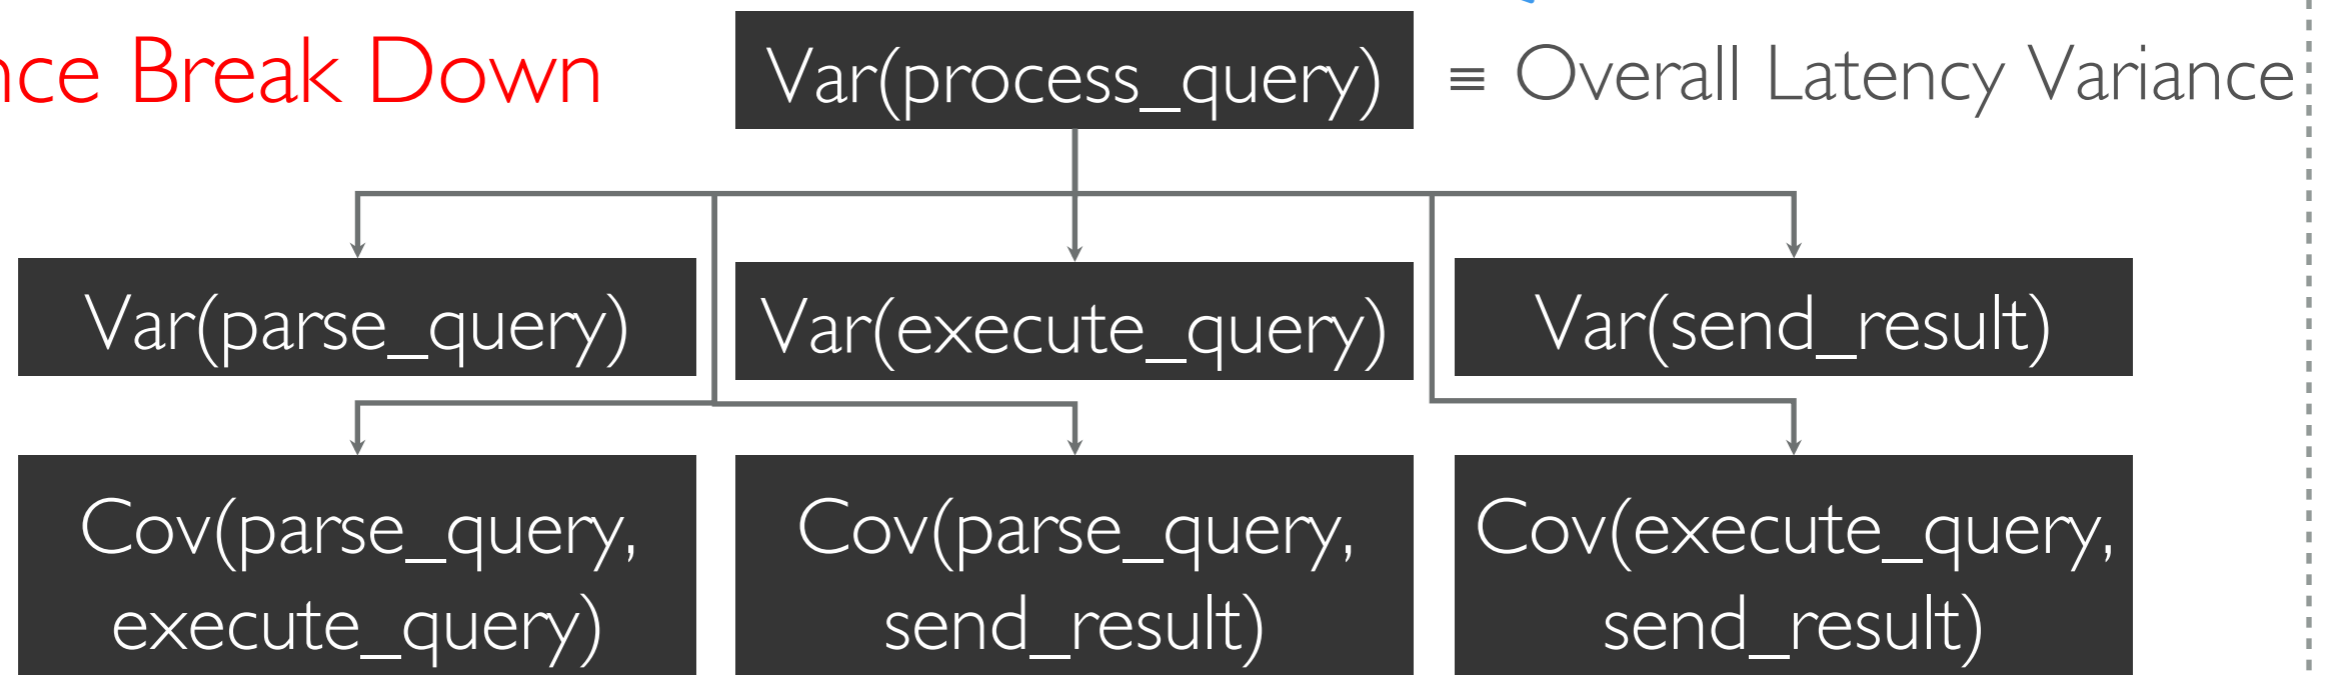 Break Down
Var(process_query)
≡ Overall Latency Variance
Var(parse_query)
Var(execute_query)
Var(send_result)
Cov(parse_query,
execute_query)
Cov(parse_query,
send_result)
Cov(execute_query,
send_result)